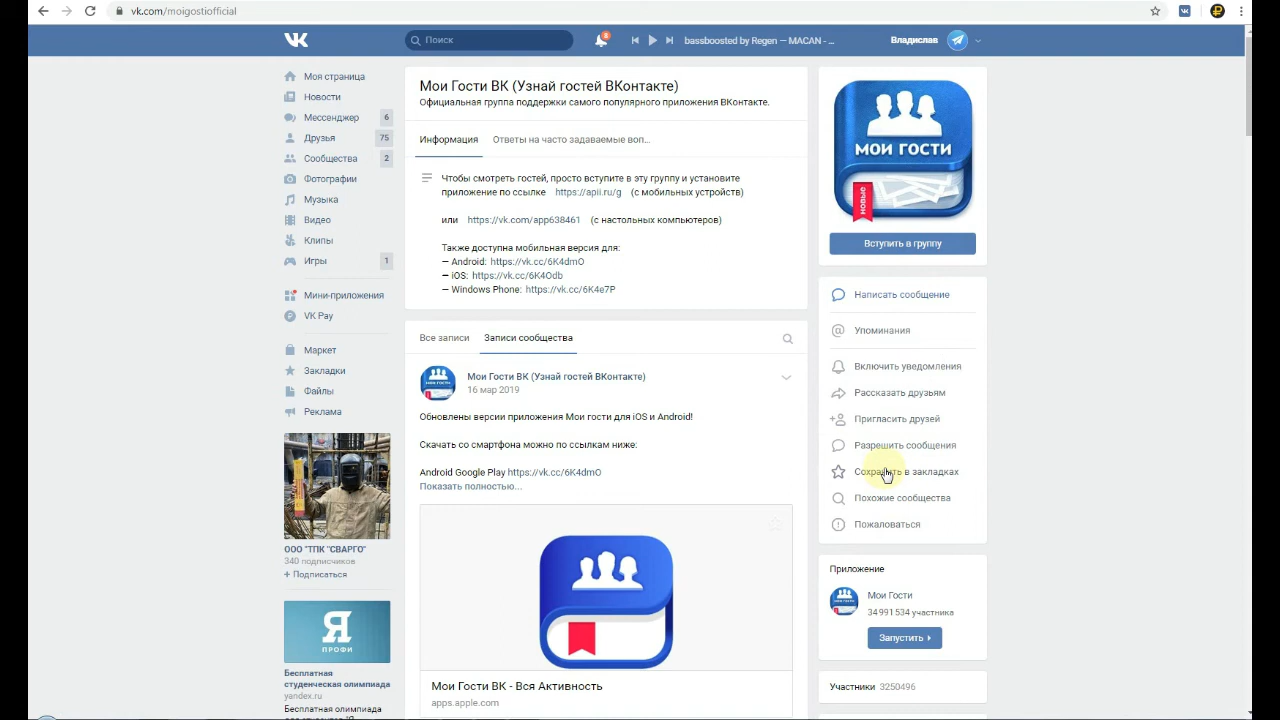 vk.com/moigostiofficial
Поиск
8
bassboosted by Regen — MACAN - ...
Владислав
Моя страница
Новости
Мессенджер 6
Друзья 75
Сообщества 2
Фотографии
Музыка
Видео
Клипы
Игры 1
Мини-приложения
VK Pay
Маркет
Закладки
Файлы
Реклама
ООО "ТПК "СВАРГО"
340 подписчиков
+ Подписаться
Я
ПРОФИ
Бесплатная
студенческая олимпиада
yandex.ru
Бесплатная олимпиада
Мои Гости ВК (Узнай гостей ВКонтакте)
Официальная группа поддержки самого популярного приложения ВКонтакте.
Информация
Ответы на часто задаваемые воп...
Чтобы смотреть гостей, просто вступите в эту группу и установите
приложение по ссылке https://apii.ru/g (с мобильных устройств)
или https://vk.com/app638461 (с настольных компьютеров)
Также доступна мобильная версия для:
— Android: https://vk.cc/6K4dmO
— iOS: https://vk.cc/6K4Odb
— Windows Phone: https://vk.cc/6K4e7P
Все записи
Записи сообщества
Мои Гости ВК (Узнай гостей ВКонтакте)
16 мар 2019
Обновлены версии приложения Мои гости для iOS и Android!
Скачать со смартфона можно по ссылкам ниже:
Android Google Play https://vk.cc/6K4dmO
Показать полностью...
Мои Гости ВК - Вся Активность
apps.apple.com
МОИ ГОСТИ
НОВЫЕ
Вступить в группу
Написать сообщение
Упоминания
Включить уведомления
Рассказать друзьям
Пригласить друзей
Разрешить сообщения
Сохранить в закладках
Похожие сообщества
Пожаловаться
Приложение
МОИ ГОСТИ
Мои Гости
34 991 534 участника
Запустить
Участники 3250496